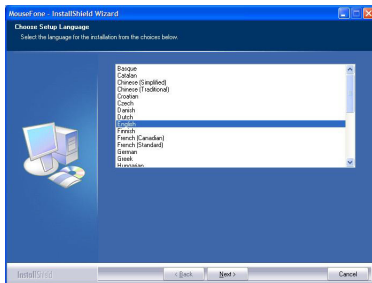 MouseFone - InstallShield Wizard
Choose Setup Language
Select the language for the installation from the choices below.
Basque
Catalan
Chinese (Simplified)
Chinese (Traditional)
Croatian
Czech
Danish
Dutch
English
Finnish
French (Canadian)
French (Standard)
German
Greek
Hungarian
InstallShield
< Back
Next >
Cancel